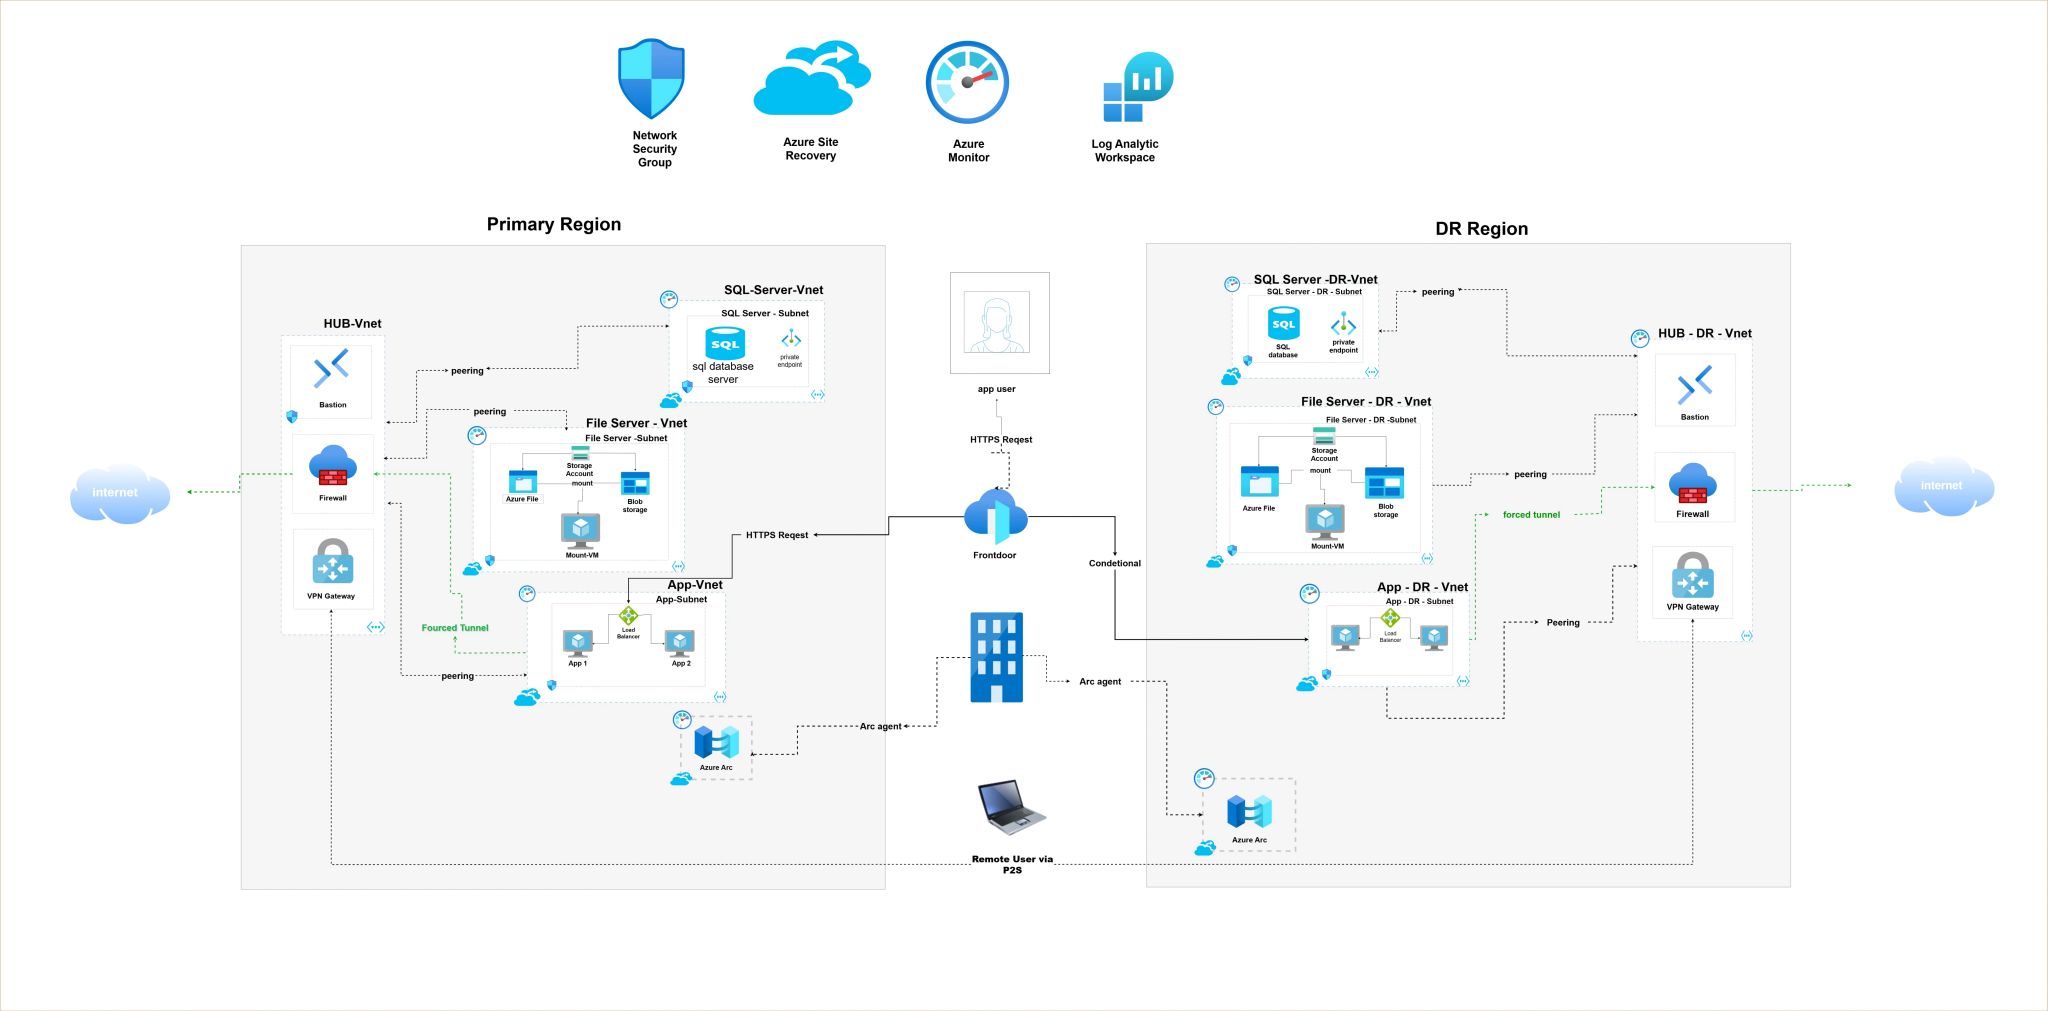 Network
Security
Group
Azure Site
Recovery
Azure
Monitor
Log Analytic
Workspace
Primary Region
HUB-Vnet
Bastion
Firewall
VPN Gateway
internet
peering
peering
Fourced Tunnel
peering
SQL-Server-Vnet
SQL Server - Subnet
SQL
sql database
server
private
endpoint
File Server - Vnet
File Server -Subnet
Storage
Account
mount
Azure File
Blob
storage
Mount-VM
App-Vnet
App-Subnet
Load
Balancer
App 1
App 2
Azure Arc
app user
HTTPS Reqest
Frontdoor
HTTPS Reqest
Condetional
Arc agent
Arc agent
Remote User via
P2S
DR Region
SQL Server -DR-Vnet
SQL Server - DR - Subnet
SQL
SQL
database
private
endpoint
peering
File Server - DR - Vnet
File Server - DR -Subnet
Storage
Account
mount
Azure File
Blob
storage
Mount-VM
peering
forced tunnel
App - DR - Vnet
App - DR - Subnet
Load
Balancer
Peering
Azure Arc
HUB - DR - Vnet
Bastion
Firewall
VPN Gateway
internet